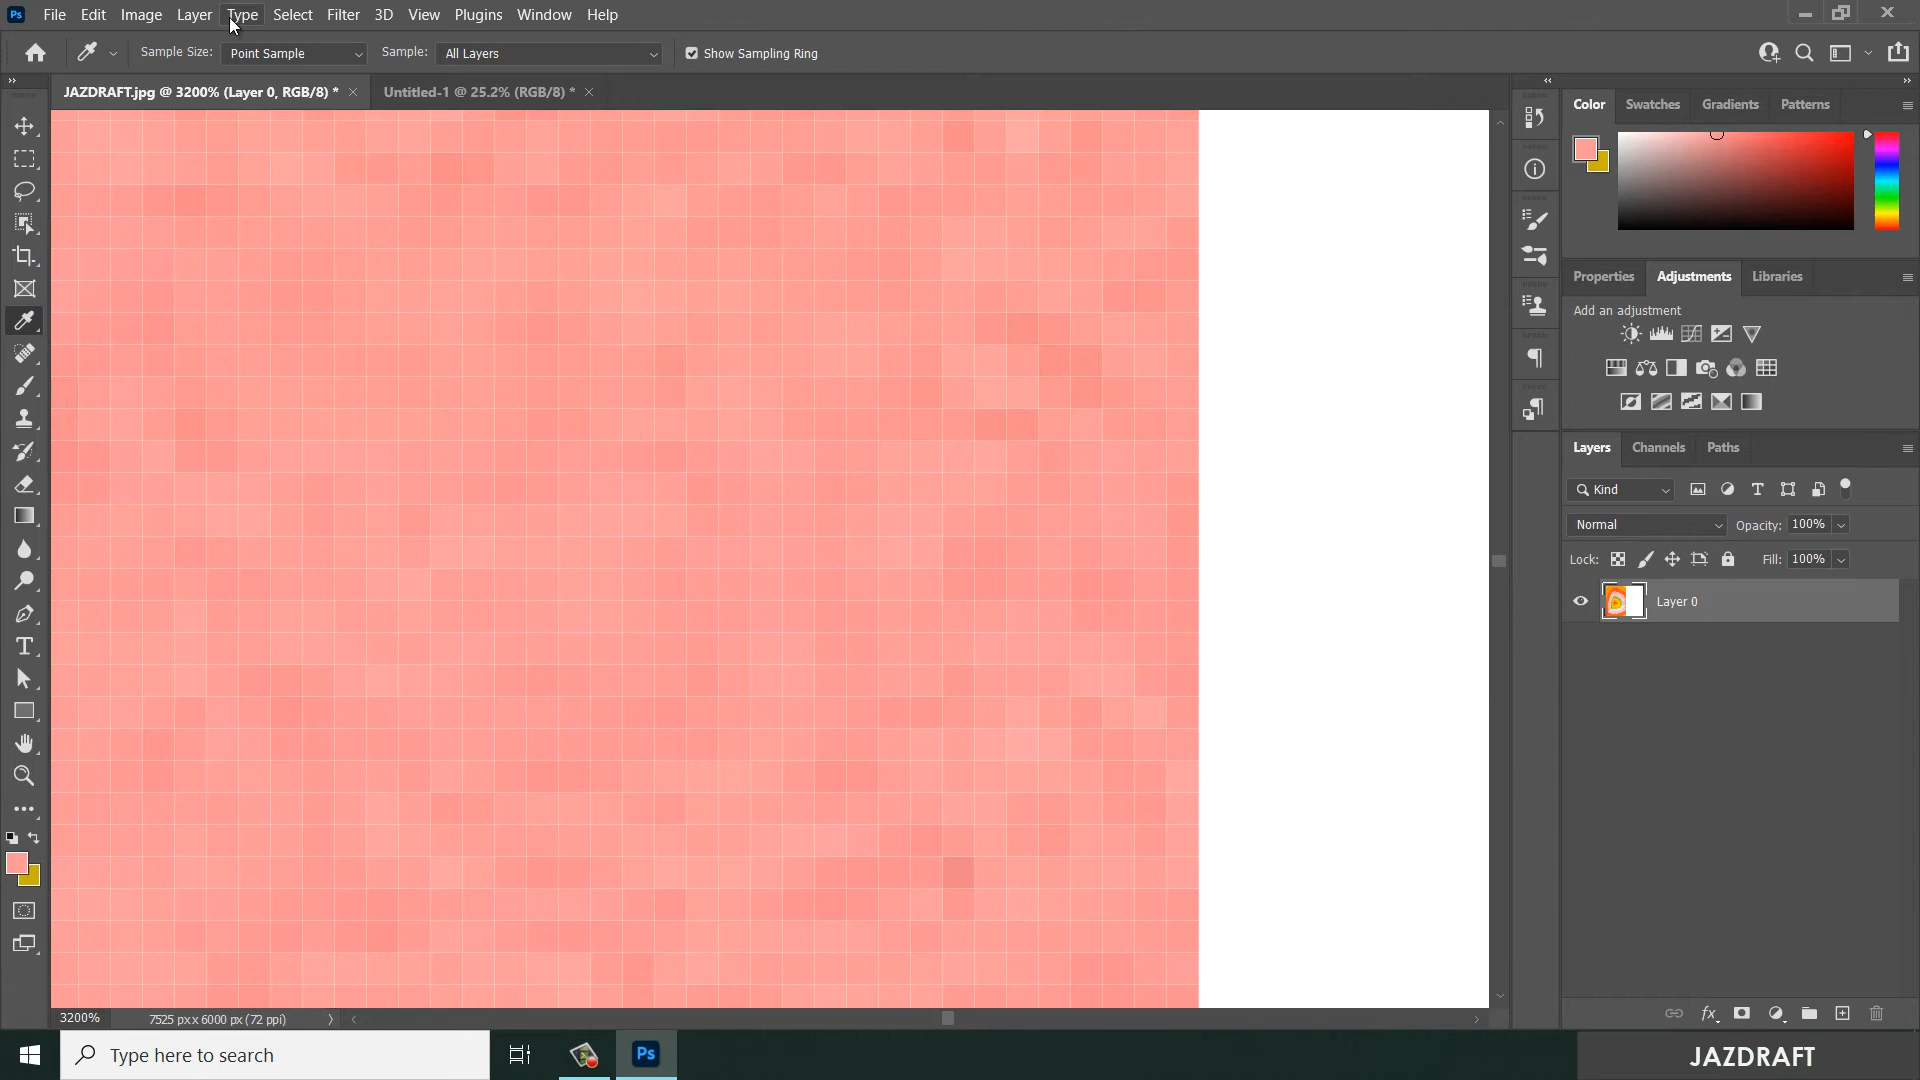 Ps File Edit Image Layer Type Select Filter 3D View Plugins Window Help
Sample Size: Point Sample Sample: All Layers Show Sampling Ring
JAZDRAFT.jpg @ 3200% (Layer 0, RGB/8) * Untitled-1 @ 25.2% (RGB/8) *
Color Swatches Gradients Patterns
Properties Adjustments Libraries
Add an adjustment
Layers Channels Paths
Kind
Normal Opacity: 100%
Lock: Fill: 100%
Layer 0
3200% 7525 px x 6000 px (72 ppi)
Type here to search Ps JAZDRAFT